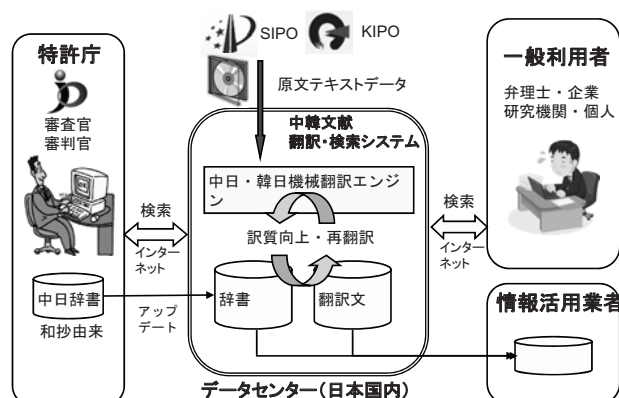 SIPO
KIPO
特許庁
審査官
審判官
原文テキストデータ
一般利用者
弁理士・企業
研究機関・個人
中韓文献
翻訳・検索システム
中日・韓日機械翻訳エンジ
ン
訳質向上・再翻訳
検索
インター
ネット
検索
インター
ネット
中日辞書
和抄由来
アップ
デート
辞書
翻訳文
情報活用業者
データセンター(日本国内)